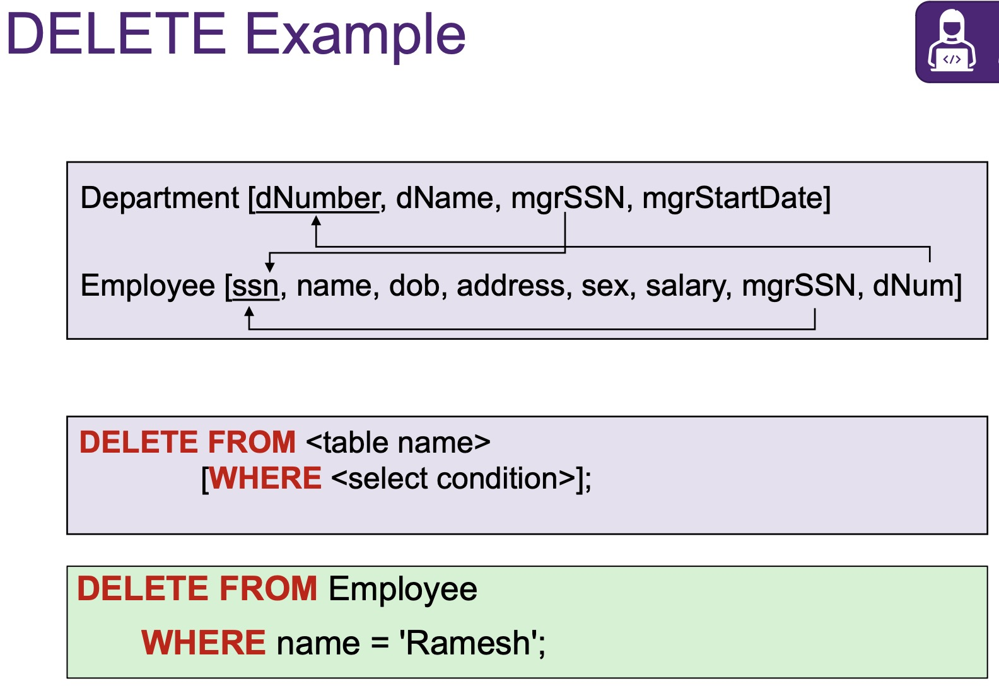 DELETE Example
</>
Department [dNumber, dName, mgrSSN, mgrStartDate]
Employee [ssn, name, dob, address, sex, salary, mgrSSN, dNum]
DELETE FROM <table name>
[WHERE <select condition>];
DELETE FROM Employee
WHERE name = 'Ramesh';